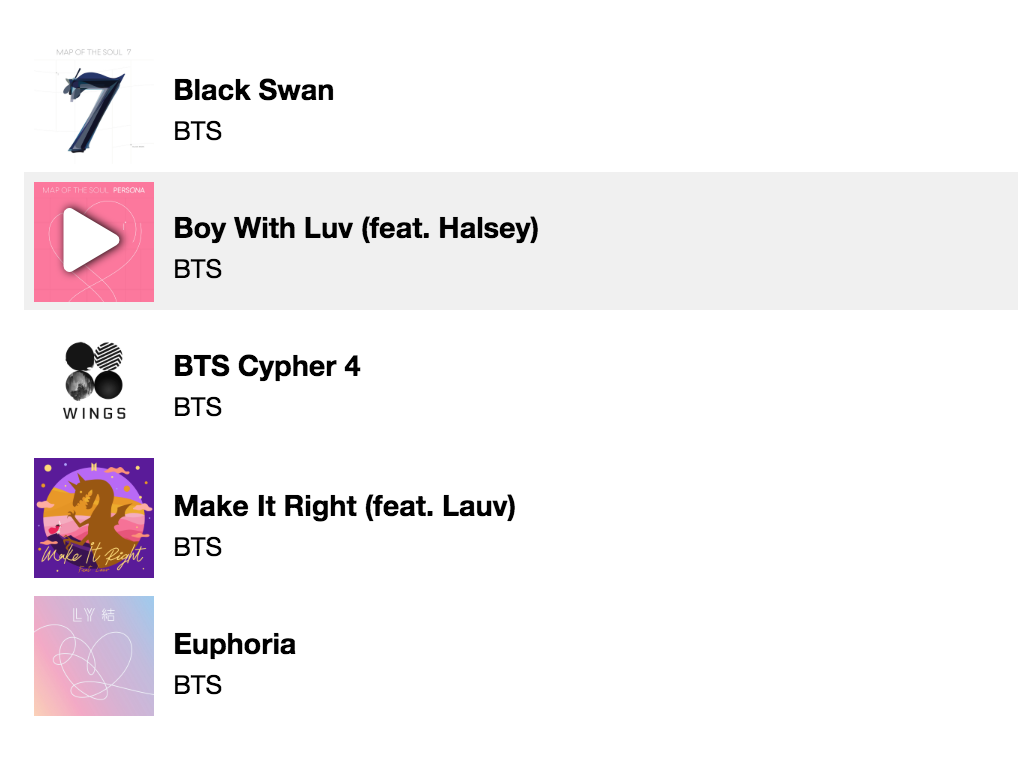 MAP OF THE SOUL 7
Black Swan
BTS
MAP OF THE SOUL PERSONA
Boy With Luv (feat. Halsey)
BTS
WINGS
BTS Cypher 4
BTS
Make It Right
Feat. Lauv
Make It Right (feat. Lauv)
BTS
LY 結
Euphoria
BTS